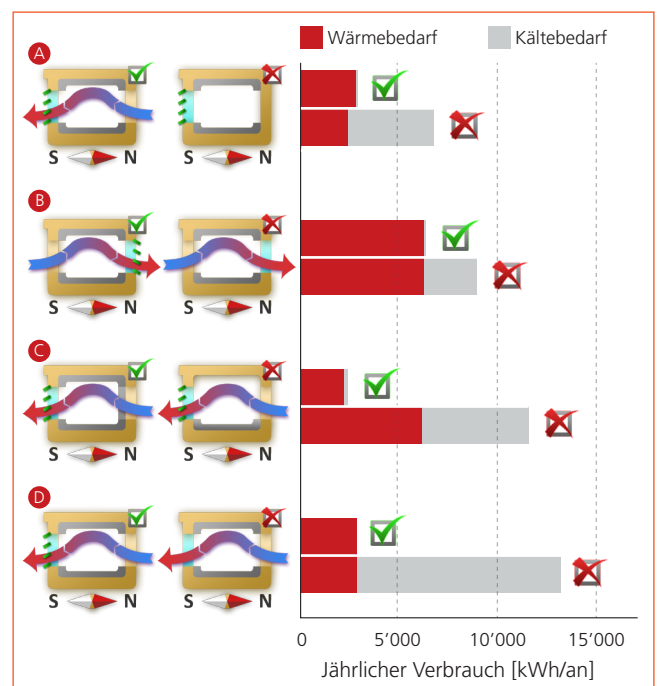 Wärmebedarf Kältebedarf
A
S N S N
B
S N S N
C
S N S N
D
S N S N
0 5'000 10'000 15'000
Jährlicher Verbrauch [kWh/an]